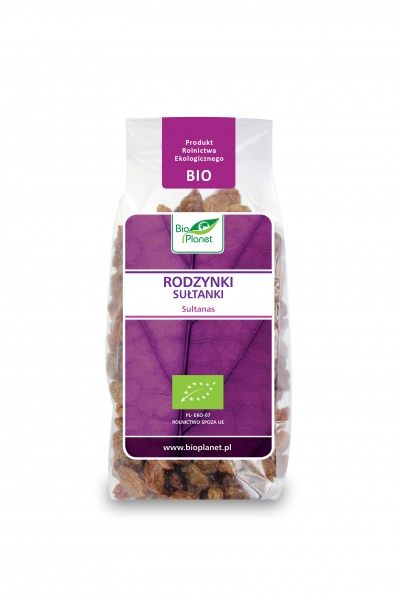 Produkt
Rolnictwa
Ekologicznego
BIO
Bio
Planet
RODZYNKI
SUŁTANKI
Sultanas
PL- EKO-07
ROLNICTWO SPOZA UE
www.bioplanet.pl